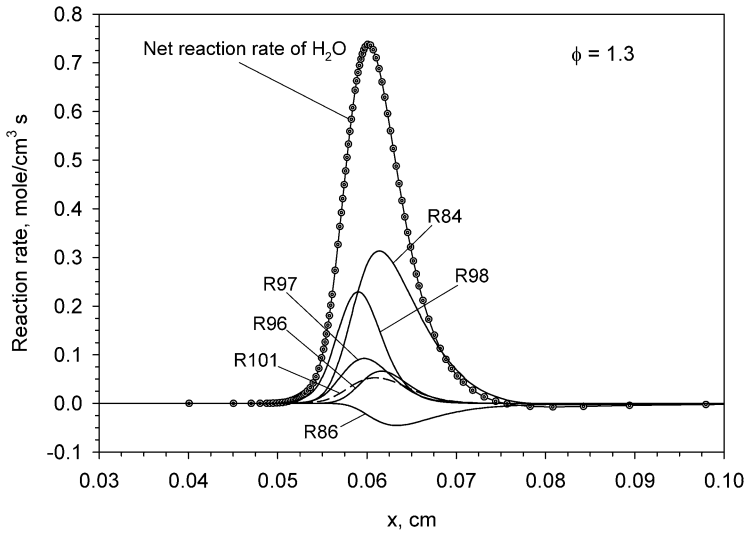 0.8
Net reaction rate of H₂O
ϕ = 1.3
0.7
0.6
0.5
0.4
0.3
0.2
0.1
0.0
-0.1
Reaction rate, mole/cm³ s
R84
R98
R97
R96
R101
R86
0.03 0.04 0.05 0.06 0.07 0.08 0.09 0.10
x, cm